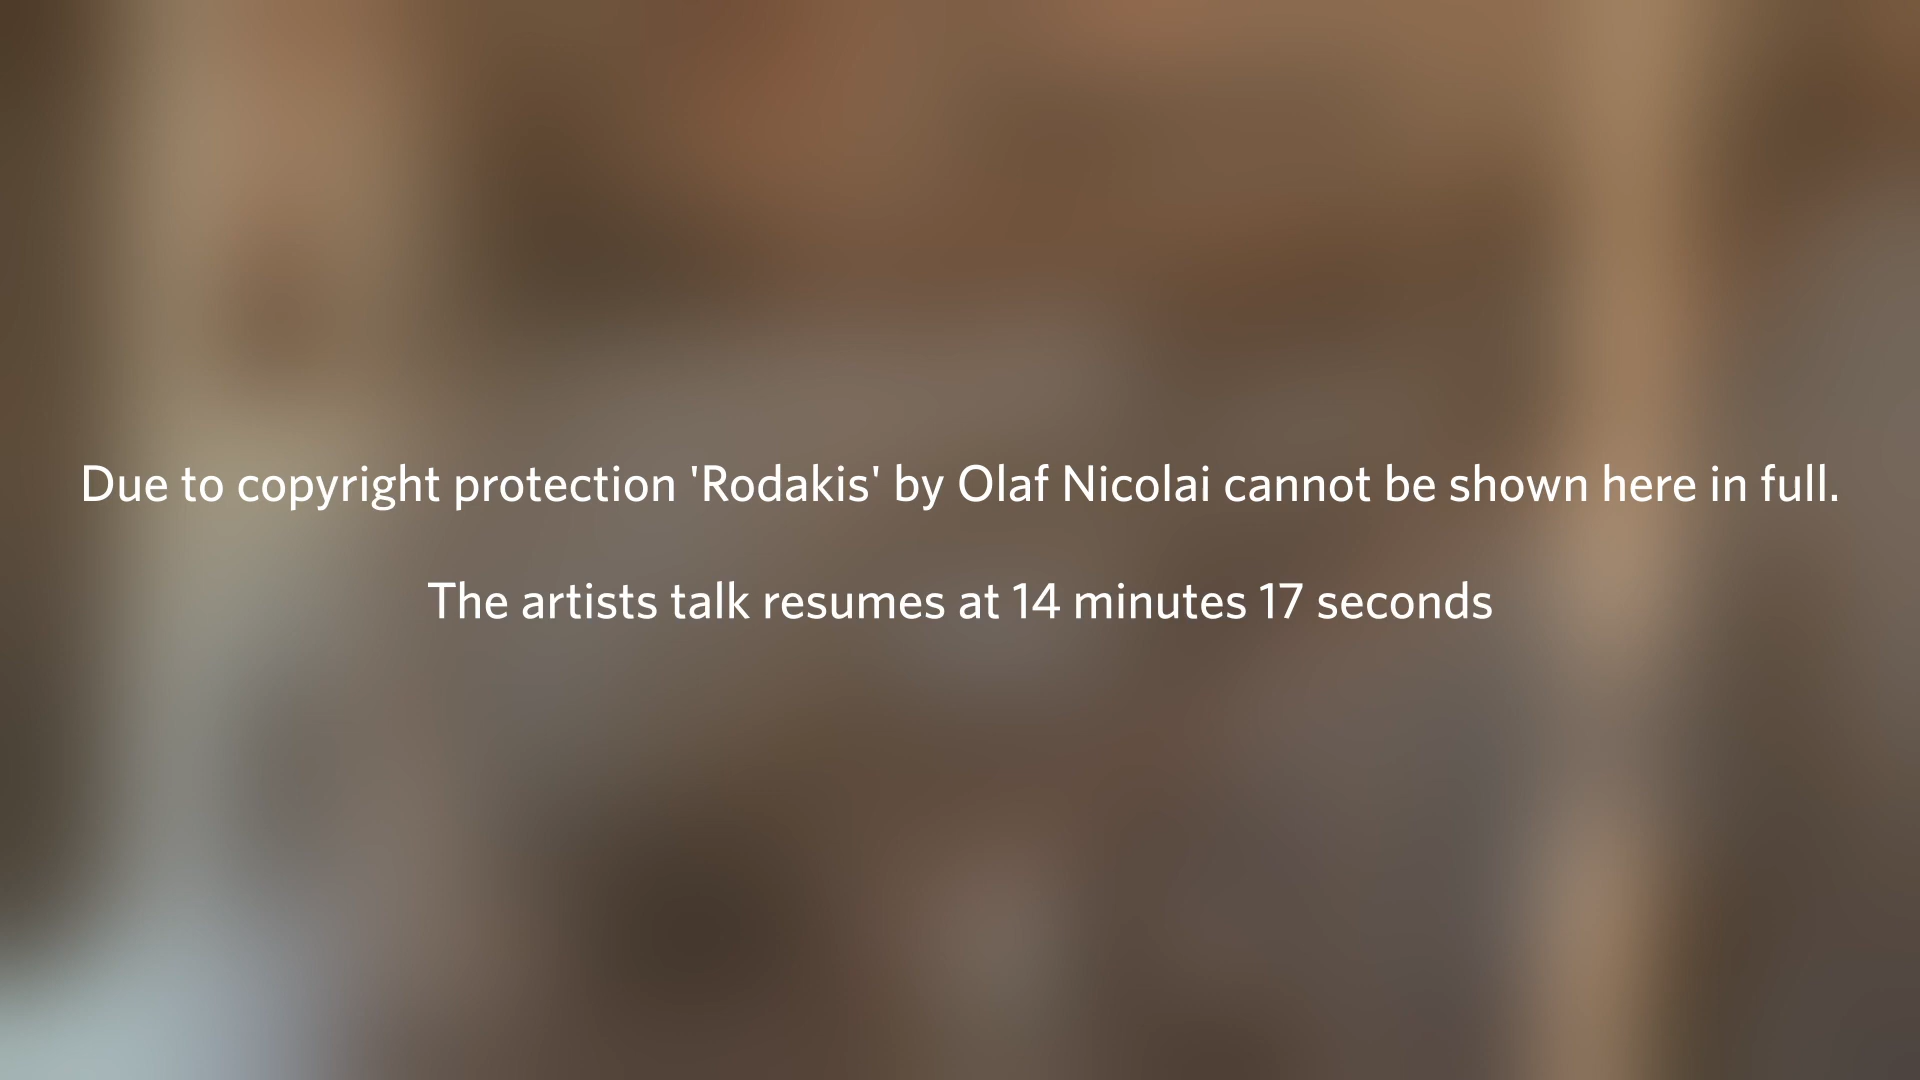 Due to copyright protection 'Rodakis' by Olaf Nicolai cannot be shown here in full.
The artists talk resumes at 14 minutes 17 seconds